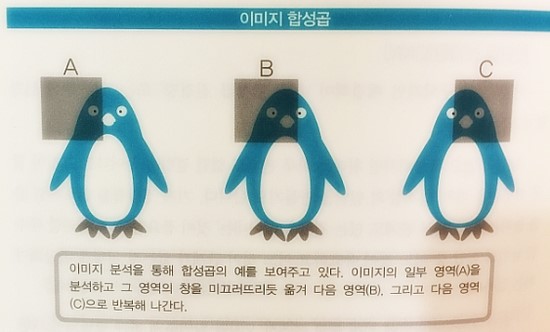 이미지 합성곱
A B C
이미지 분석을 통해 합성곱의 예를 보여주고 있다. 이미지의 일부 영역(A)을
분석하고 그 영역의 창을 미끄러뜨리듯 옮겨 다음 영역(B), 그리고 다음 영역
(C)으로 반복해 나간다.